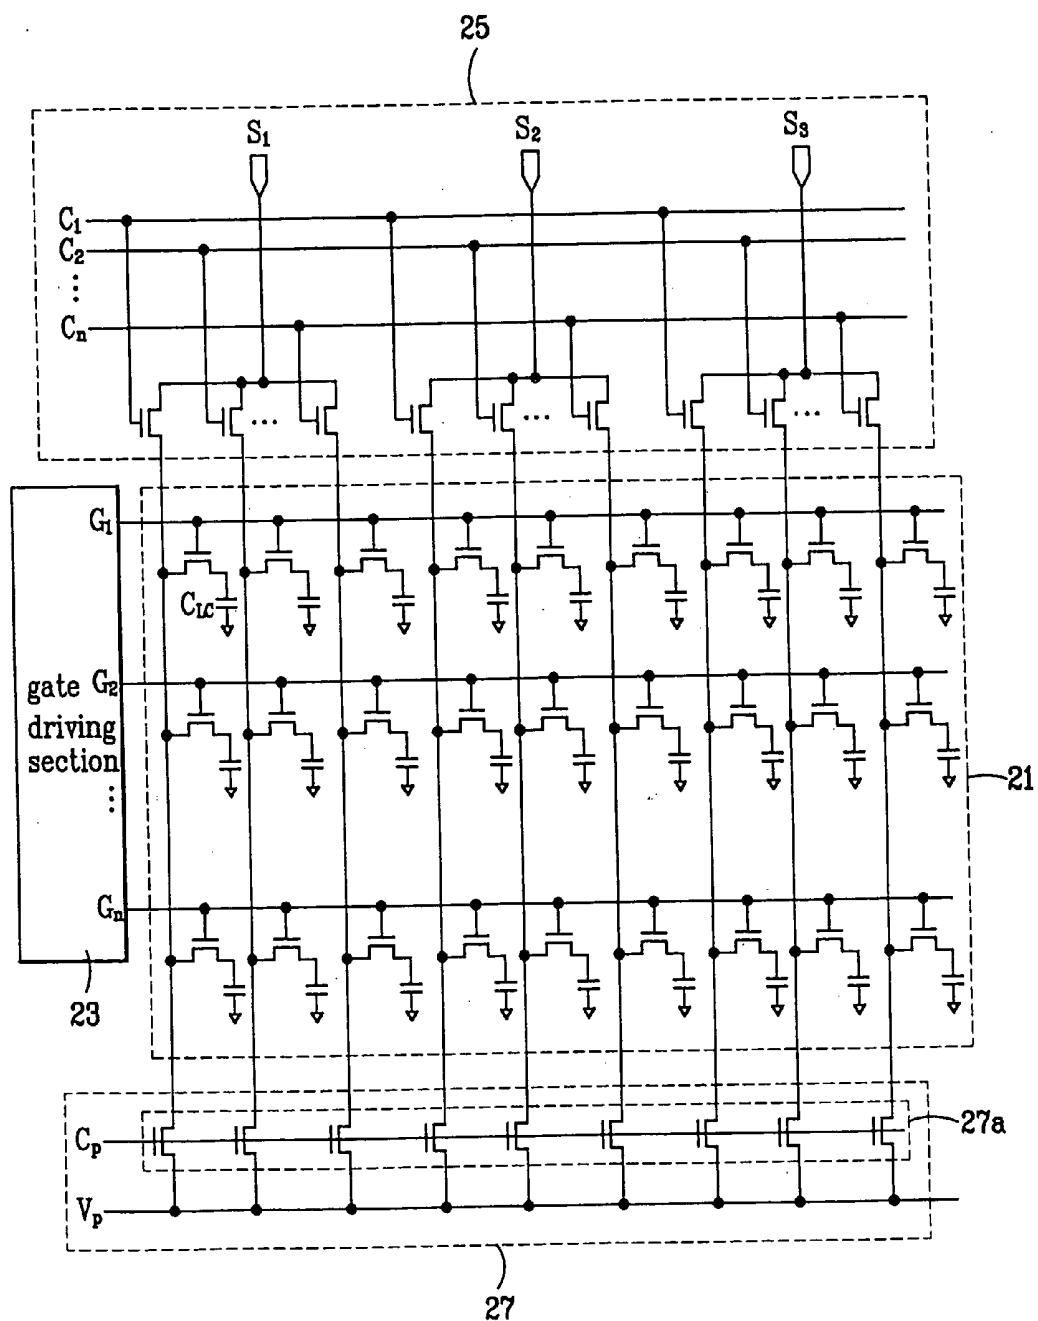 25
S1
S2
S3
C1
C2
⋮
Cn
...
...
...
G1
CLC
gate G2
driving
section
⋮
21
Gn
23
27a
Cp
Vp
27